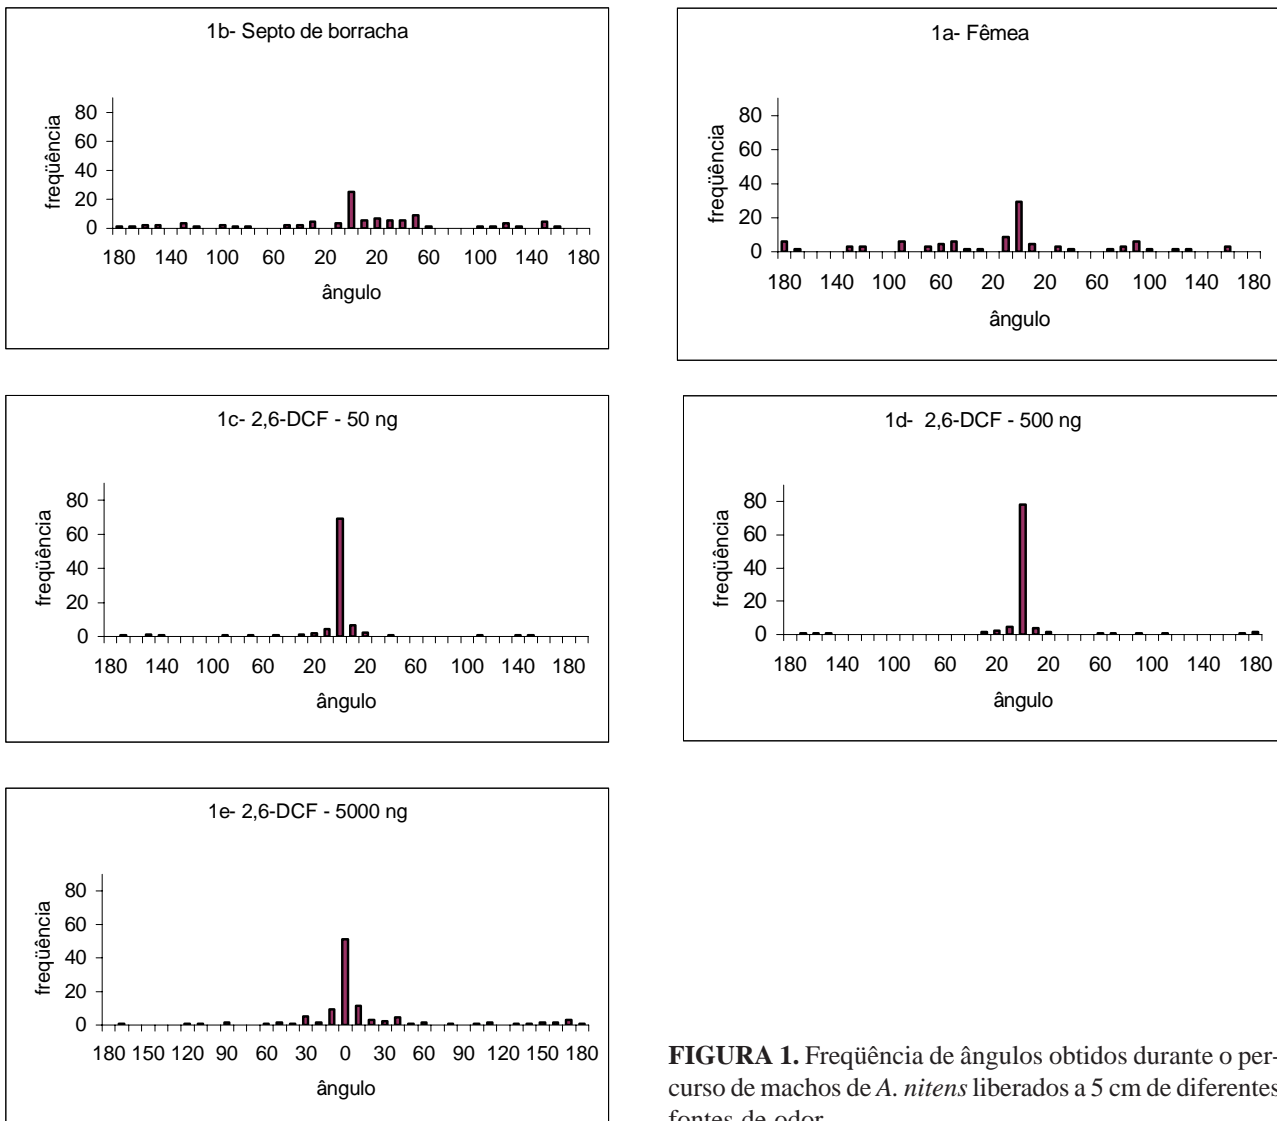 1b- Septo de borracha
freqüência
80
60
40
20
0
180 140 100 60 20 20 60 100 140 180
ângulo
1a- Fêmea
freqüência
80
60
40
20
0
180 140 100 60 20 20 60 100 140 180
ângulo
1c- 2,6-DCF - 50 ng
freqüência
80
60
40
20
0
180 140 100 60 20 20 60 100 140 180
ângulo
1d- 2,6-DCF - 500 ng
freqüência
80
60
40
20
0
180 140 100 60 20 20 60 100 140 180
ângulo
1e- 2,6-DCF - 5000 ng
freqüência
80
60
40
20
0
180 150 120 90 60 30 0 30 60 90 120 150 180
ângulo
FIGURA 1. Freqüência de ângulos obtidos durante o per-
curso de machos de A. nitens liberados a 5 cm de diferentes
fontes de odor